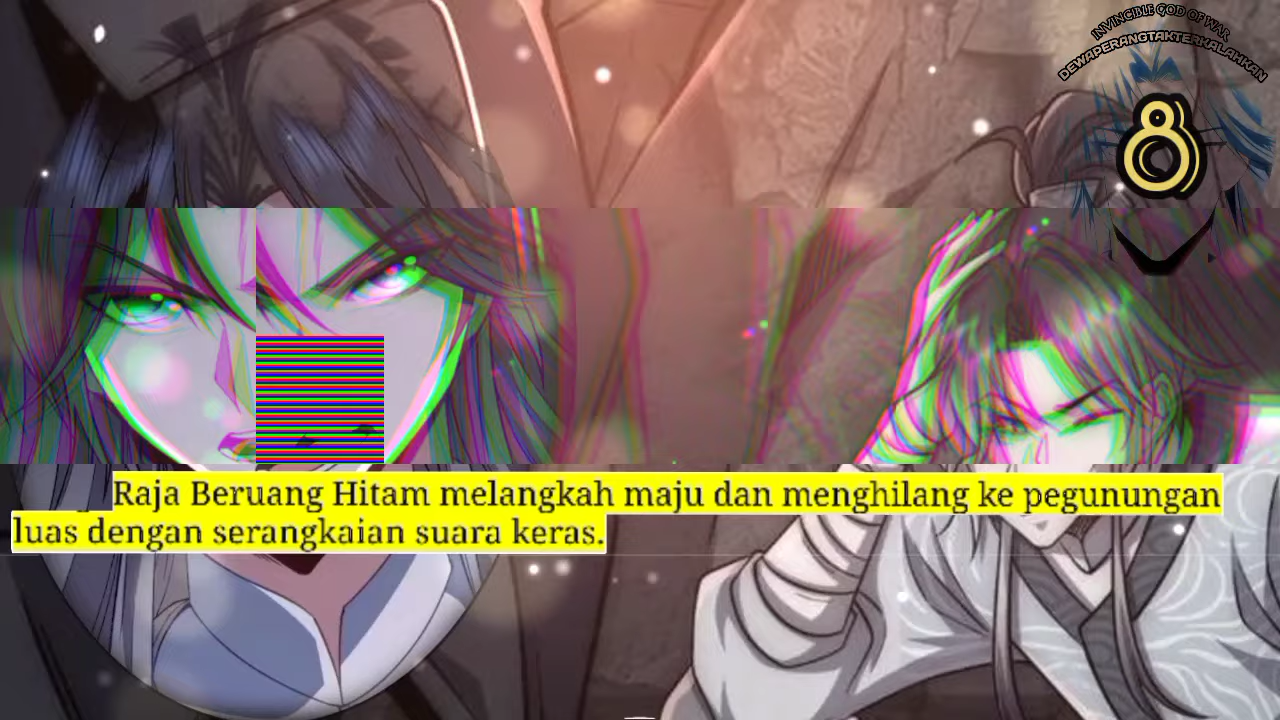 INVINCIBLE GOD OF WAR
DEWAPERANGTAKTERKALAHKAN
8
Raja Beruang Hitam melangkah maju dan menghilang ke pegunungan
luas dengan serangkaian suara keras.